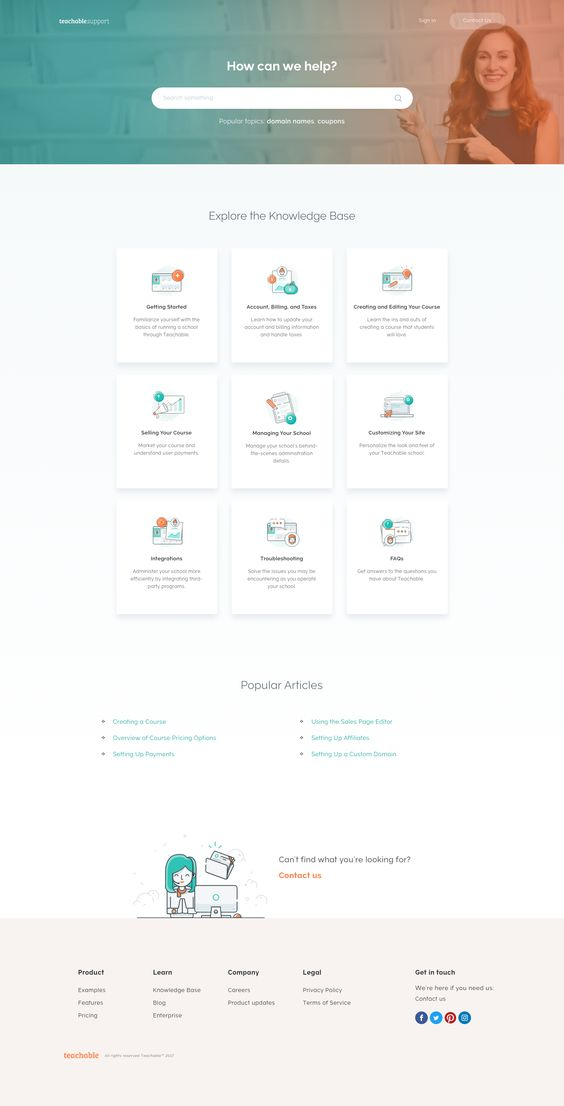 teachable:support
Sign in
Contact Us
How can we help?
Search something
Popular topics: domain names, coupons
Explore the Knowledge Base
Getting Started
Familiarize yourself with the
basics of running a school
through Teachable.
Account, Billing, and Taxes
Learn how to update your
account and billing information
and handle taxes
Creating and Editing Your Course
Learn the ins and outs of
creating a course that students
will love.
Selling Your Course
Market your course and
understand user payments.
Managing Your School
Manage your school's behind-
the-scenes administration
details.
Customizing Your Site
Personalize the look and feel of
your Teachable school.
Integrations
Administer your school more
efficiently by integrating third-
party programs.
Troubleshooting
Solve the issues you may be
encountering as you operate
your school.
FAQs
Get answers to the questions you
have about Teachable.
Popular Articles
Creating a Course
Overview of Course Pricing Options
Setting Up Payments
Using the Sales Page Editor
Setting Up Affiliates
Setting Up a Custom Domain
Can't find what you're looking for?
Contact us
Product
Examples
Features
Pricing
Learn
Knowledge Base
Blog
Enterprise
Company
Careers
Product updates
Legal
Privacy Policy
Terms of Service
Get in touch
We're here if you need us:
Contact us
teachable
All rights reserved Teachable™ 2017